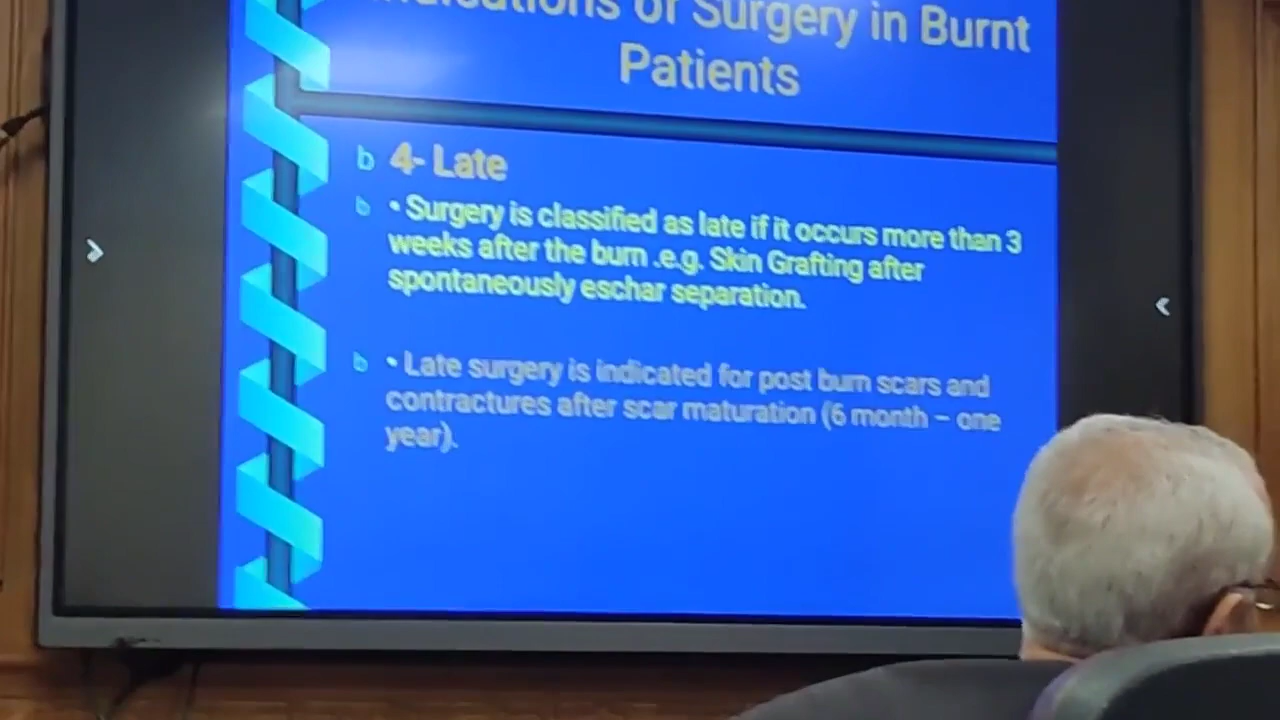 Indications of Surgery in Burnt
Patients
b 4- Late
b • Surgery is classified as late if it occurs more than 3
weeks after the burn .e.g. Skin Grafting after
spontaneously eschar separation.
b • Late surgery is indicated for post burn scars and
contractures after scar maturation (6 month – one
year).